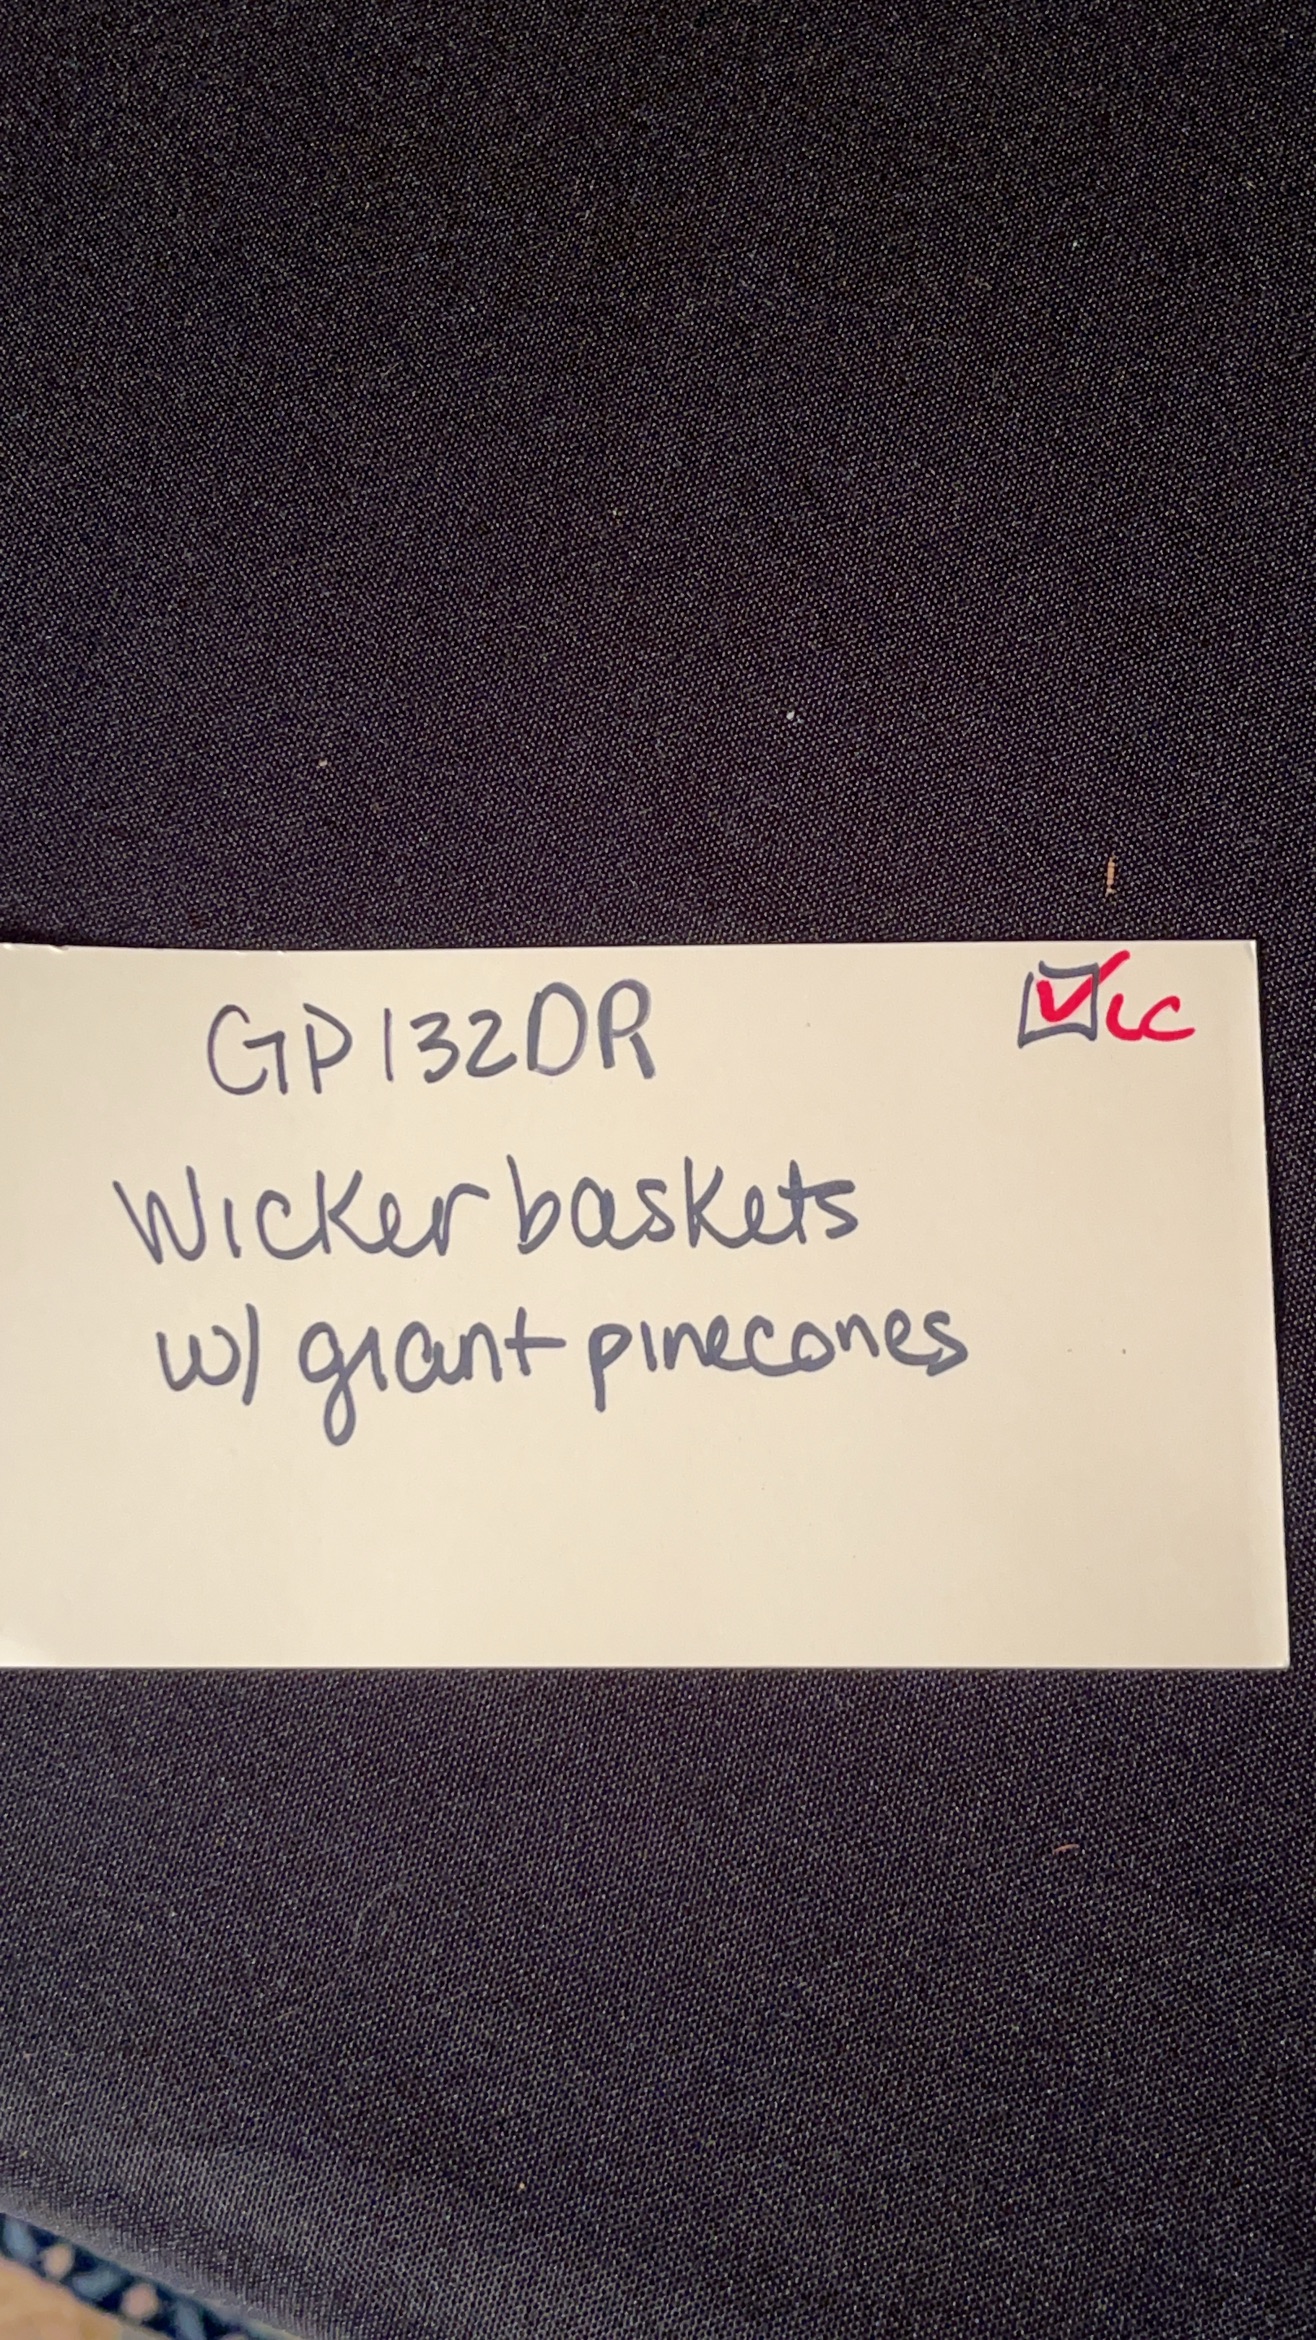 GP132DR ☑ LC
Wicker baskets
w/ giant pinecones